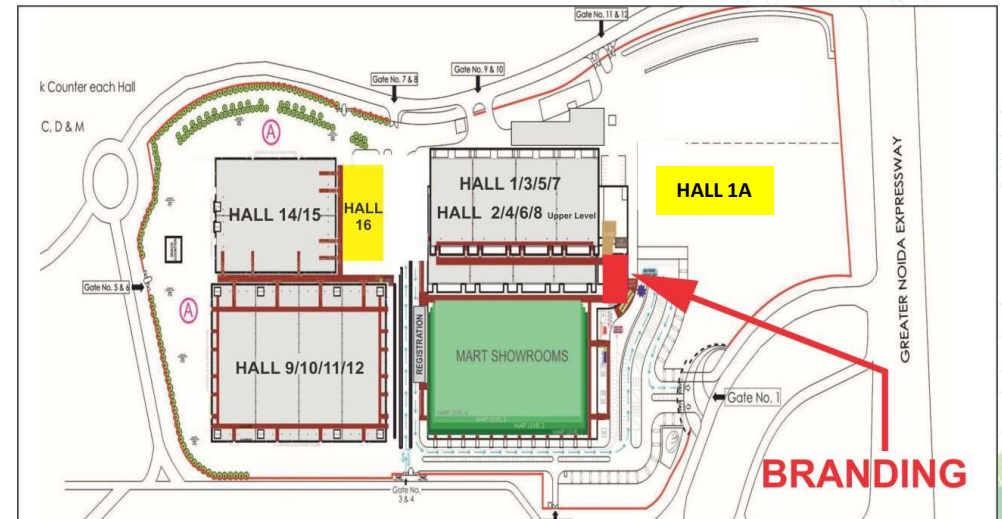 Gate No. 11 & 12
Gate No. 9 & 10
Gate No. 7 & 8
k Counter each Hall
C, D & M
A
HALL 1/3/5/7
HALL 2/4/6/8 Upper Level
HALL 1A
HALL 14/15
HALL
16
GREATER NOIDA EXPRESSWAY
Gate No. 5 & 6
A
REGISTRATION
MART SHOWROOMS
HALL 9/10/11/12
Gate No. 1
BRANDING
Gate No.
3 & 4